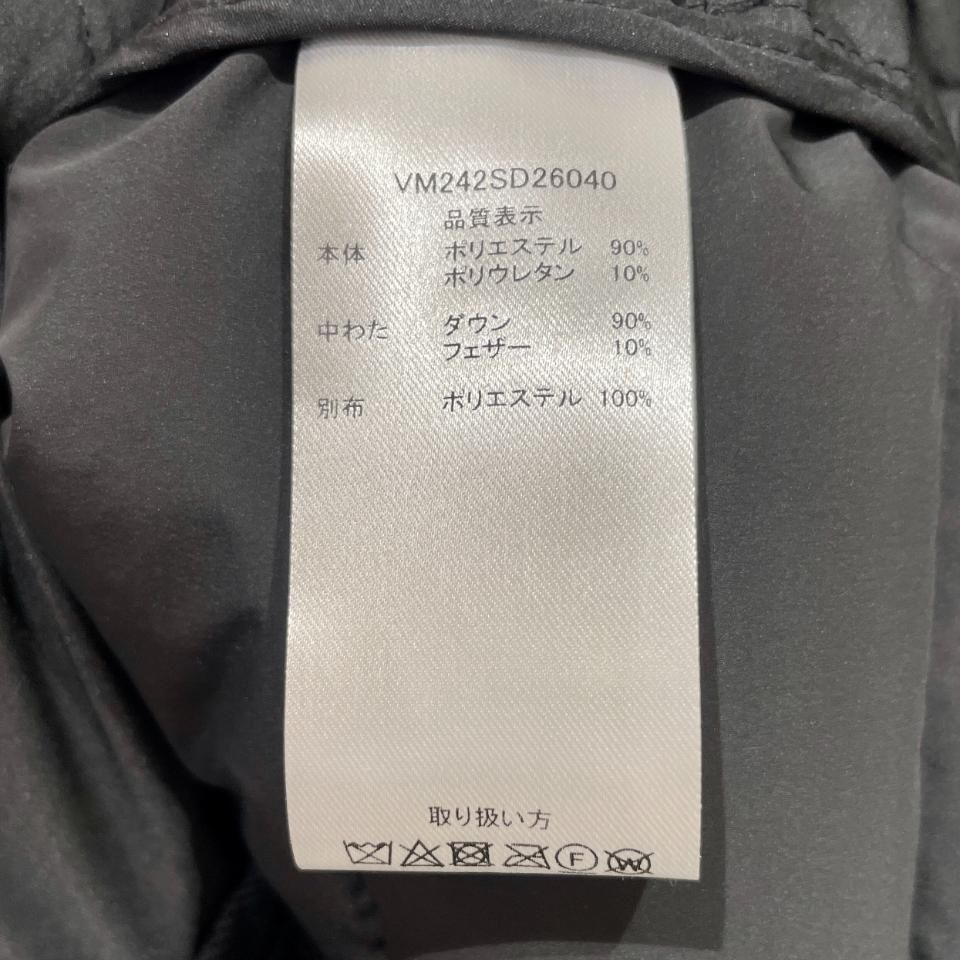 VM242SD26040
品質表示
本体 ポリエステル 90%
ポリウレタン 10%
中わた ダウン 90%
フェザー 10%
別布 ポリエステル 100%
取り扱い方
F W